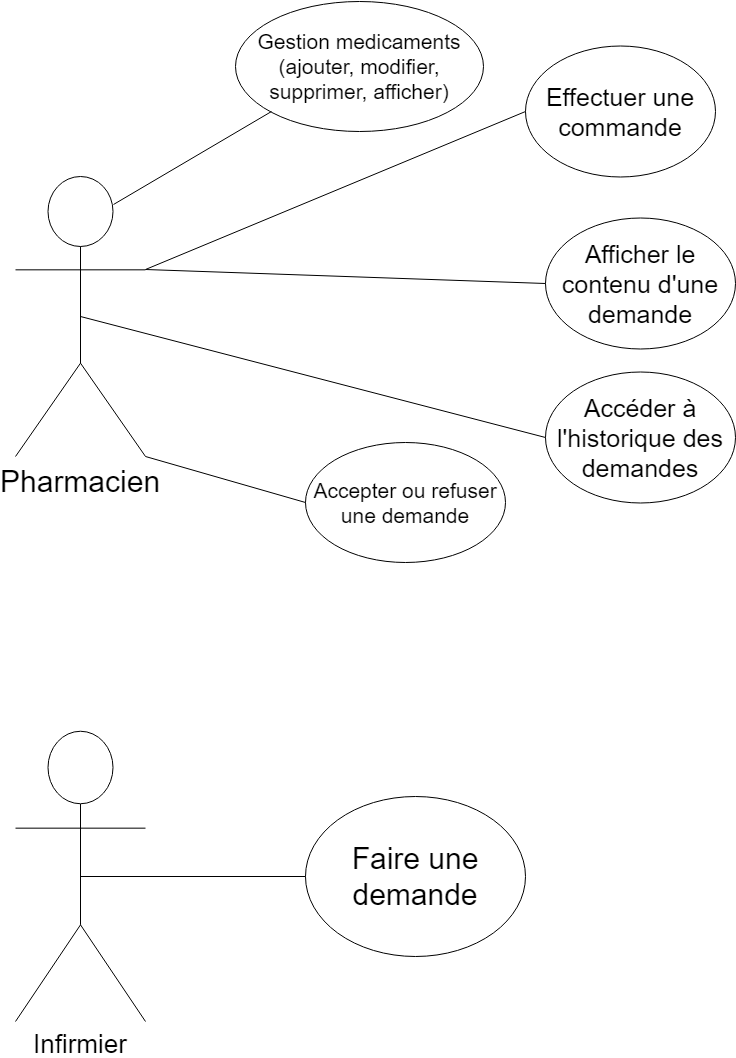 Gestion medicaments
(ajouter, modifier,
supprimer, afficher)
Effectuer une
commande
Afficher le
contenu d'une
demande
Accéder à
l'historique des
demandes
Pharmacien
Accepter ou refuser
une demande
Faire une
demande
Infirmier